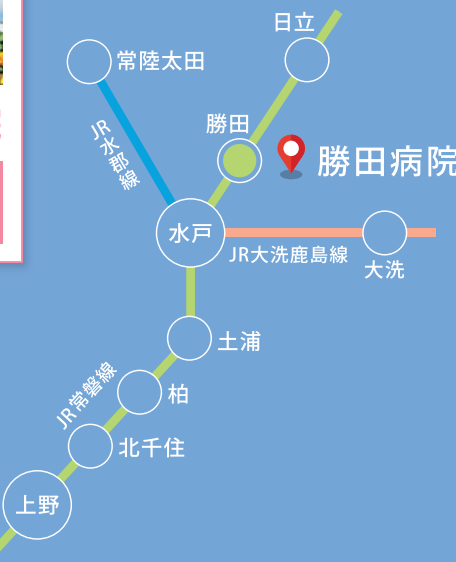 日立
常陸太田
JR水郡線
勝田
勝田病院
水戸
JR大洗鹿島線
大洗
土浦
JR常磐線
柏
北千住
上野